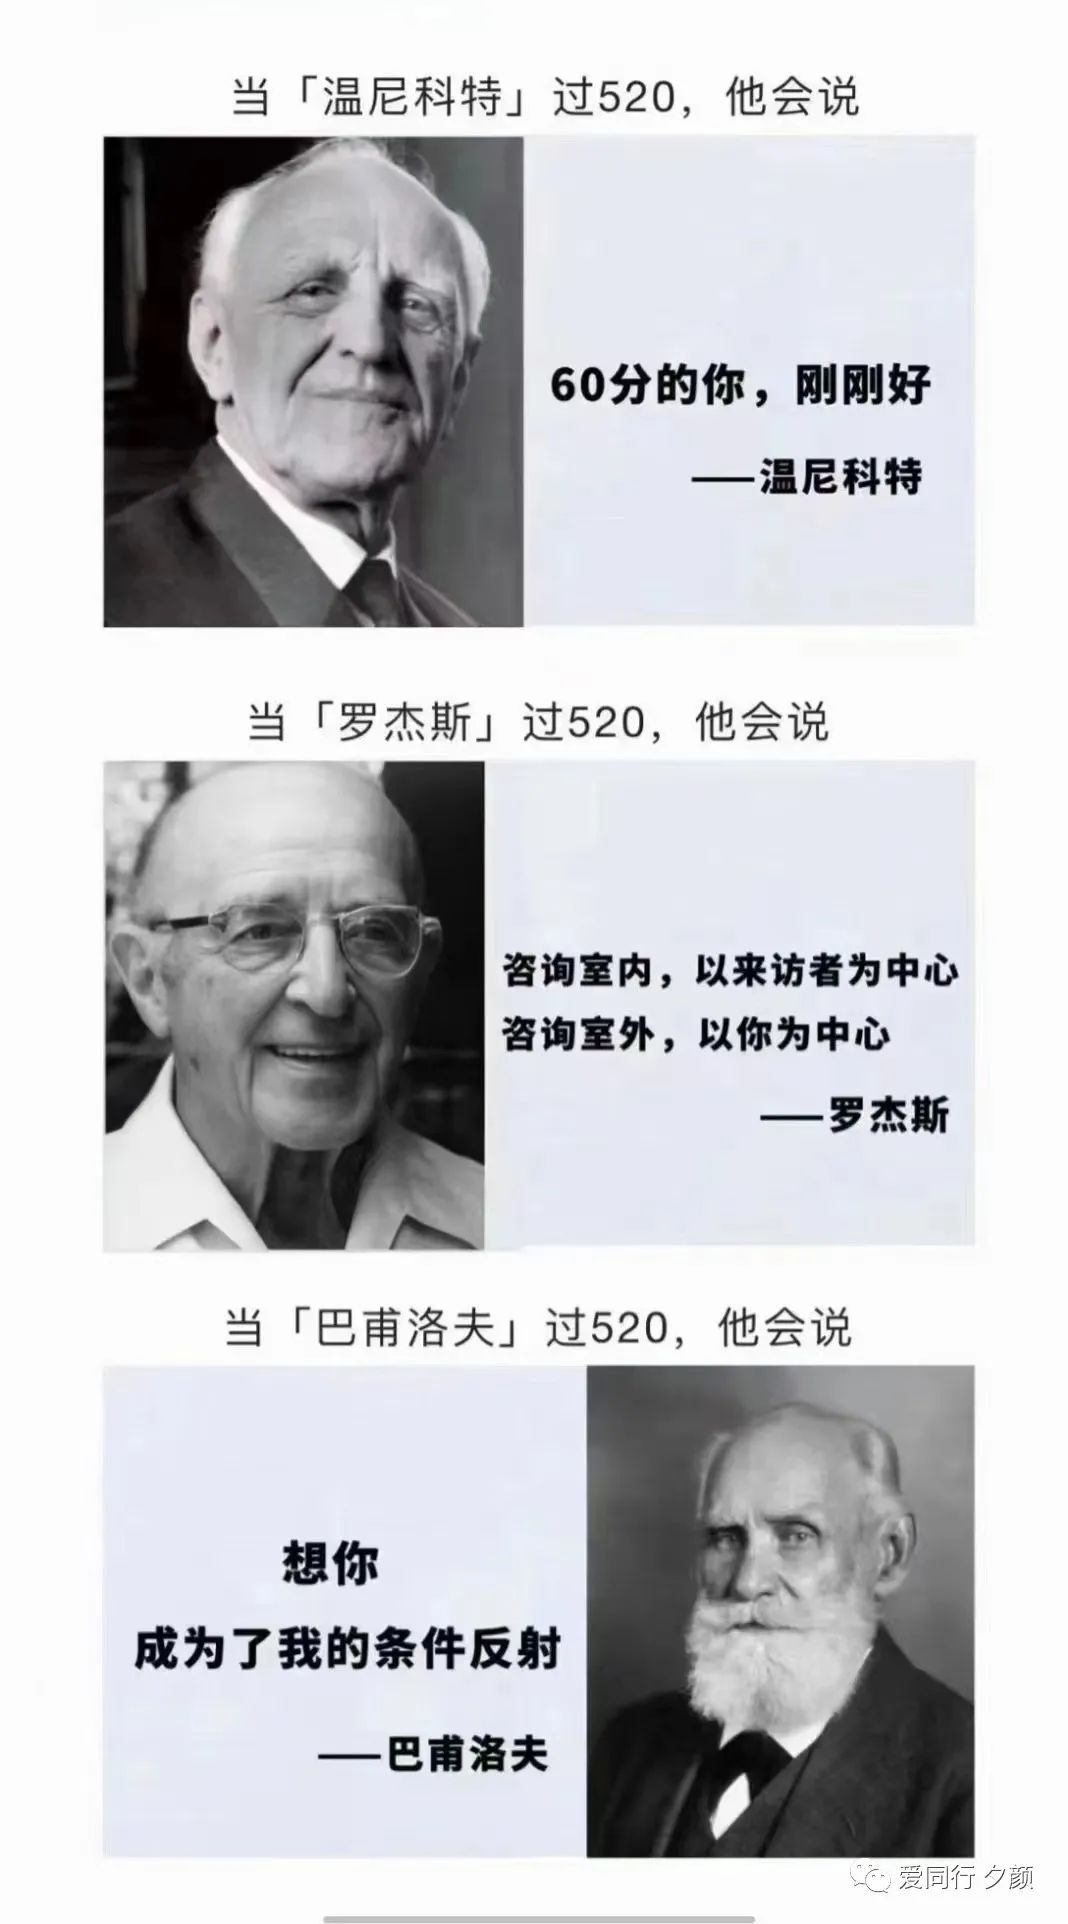 当「温尼科特」过520，他会说
60分的你，刚刚好
——温尼科特
当「罗杰斯」过520，他会说
咨询室内，以来访者为中心
咨询室外，以你为中心
——罗杰斯
当「巴甫洛夫」过520，他会说
想你
成为了我的条件反射
——巴甫洛夫
爱同行 夕颜